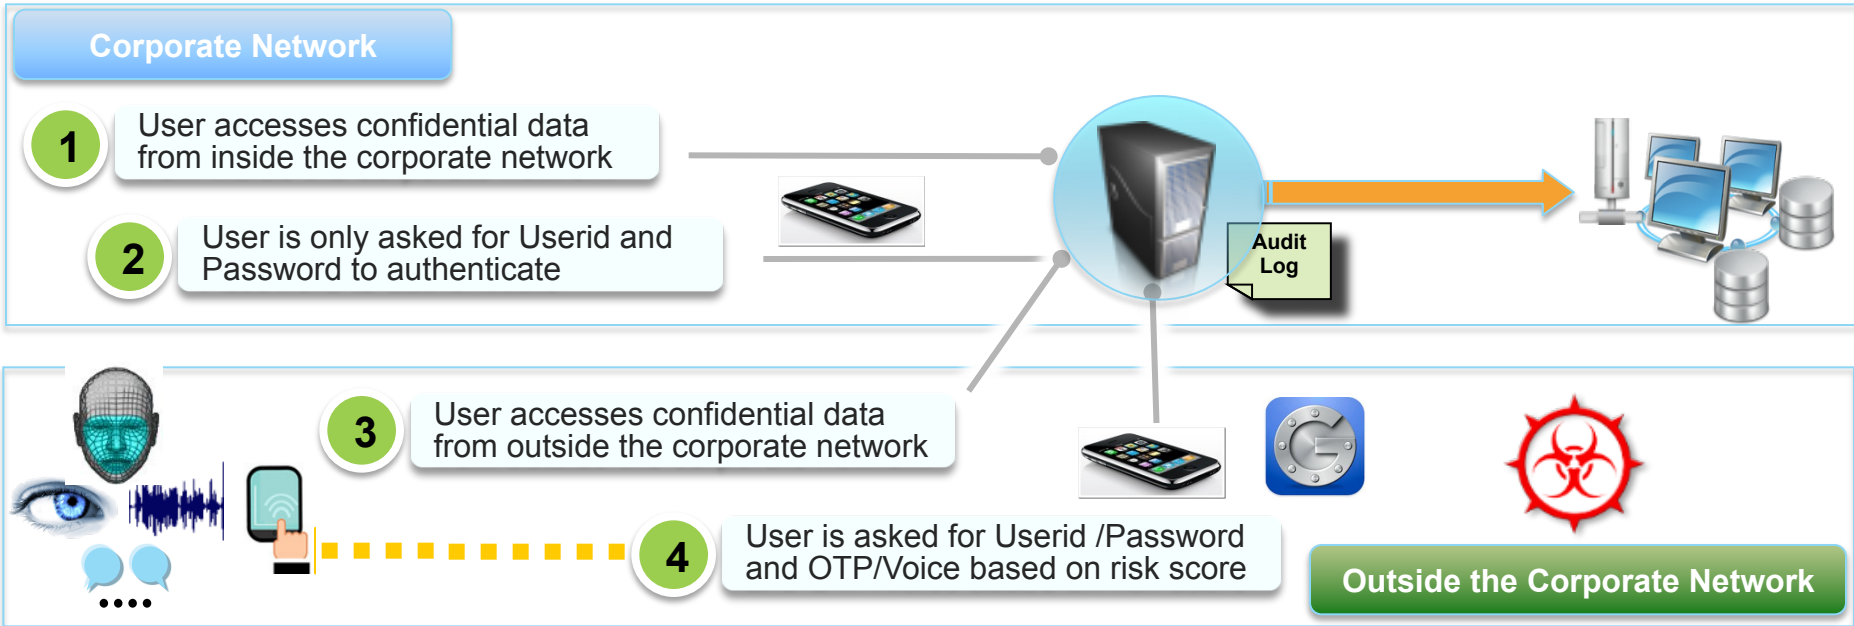 Corporate Network
1
User accesses confidential data
from inside the corporate network
2
User is only asked for Userid and
Password to authenticate
Audit
Log
3
User accesses confidential data
from outside the corporate network
4
User is asked for Userid /Password
and OTP/Voice based on risk score
Outside the Corporate Network